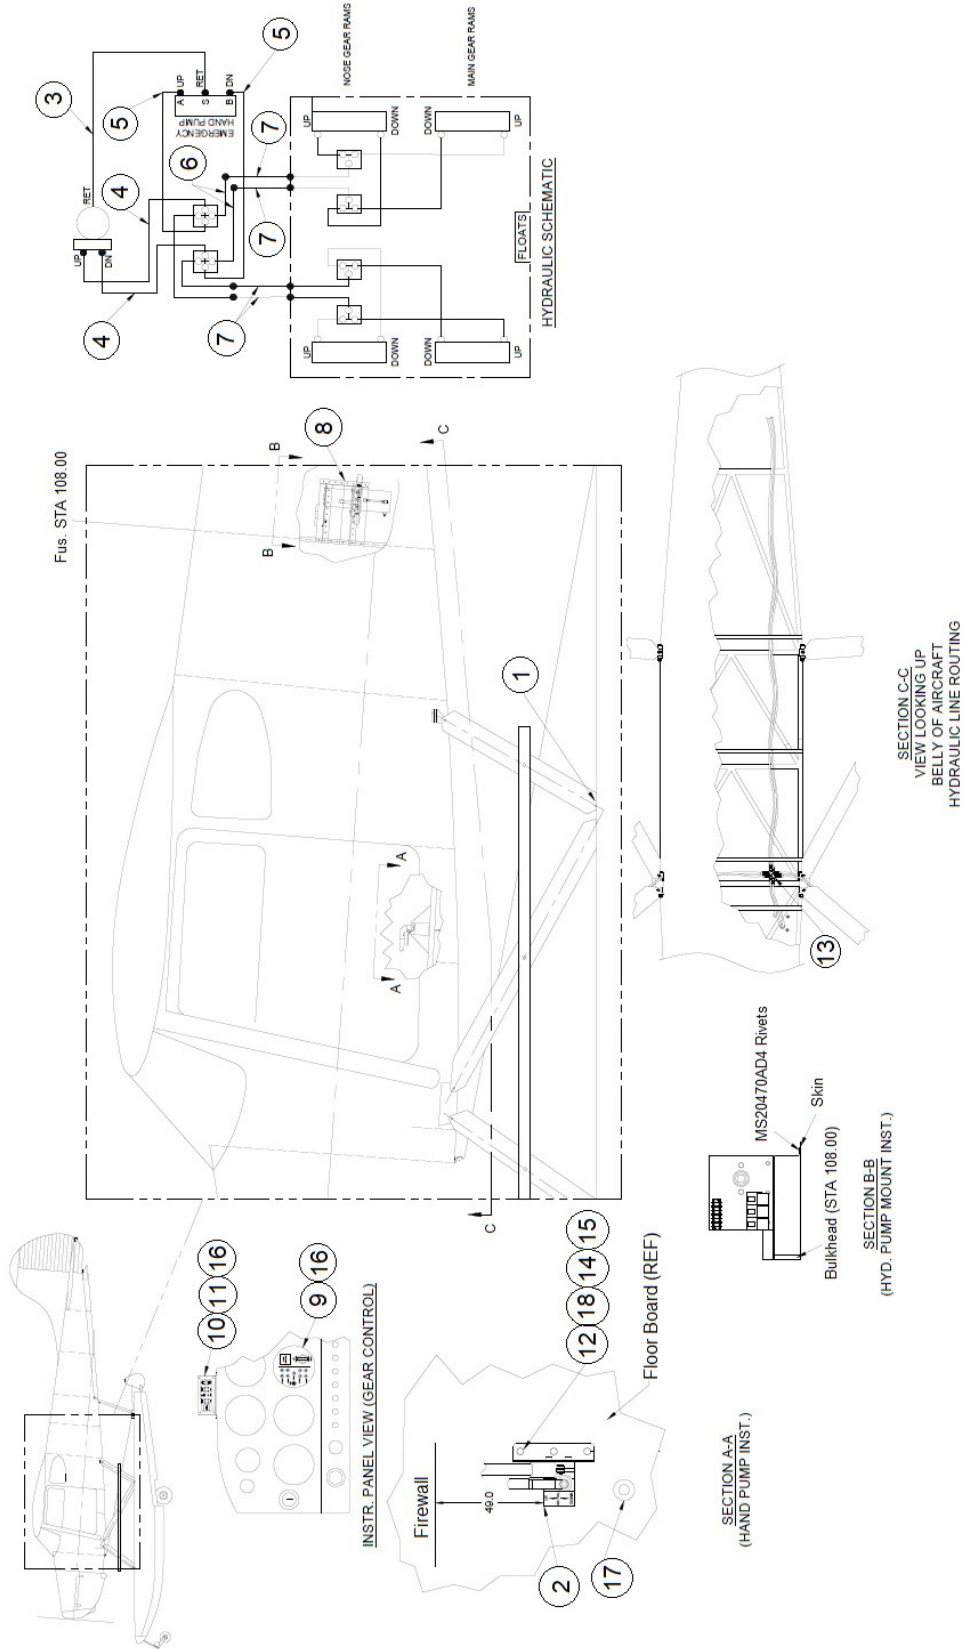 3
5
5
4
4
6
7
7
7
RET
UP
DN
A
UP
S
RET
B
DN
EMERGENCY
HAND PUMP
NOSE GEAR RAMS
MAIN GEAR RAMS
UP
DOWN
DOWN
UP
UP
DOWN
DOWN
UP
FLOATS
HYDRAULIC SCHEMATIC
Fus. STA 108.00
B
B
8
C
1
A
A
C
SECTION C-C
VIEW LOOKING UP
BELLY OF AIRCRAFT
HYDRAULIC LINE ROUTING
13
10 11 16
9 16
INSTR. PANEL VIEW (GEAR CONTROL)
12 18 14 15
Floor Board (REF)
Firewall
49.0
2
17
SECTION A-A
(HAND PUMP INST.)
MS20470AD4 Rivets
Skin
Bulkhead (STA 108.00)
SECTION B-B
(HYD. PUMP MOUNT INST.)